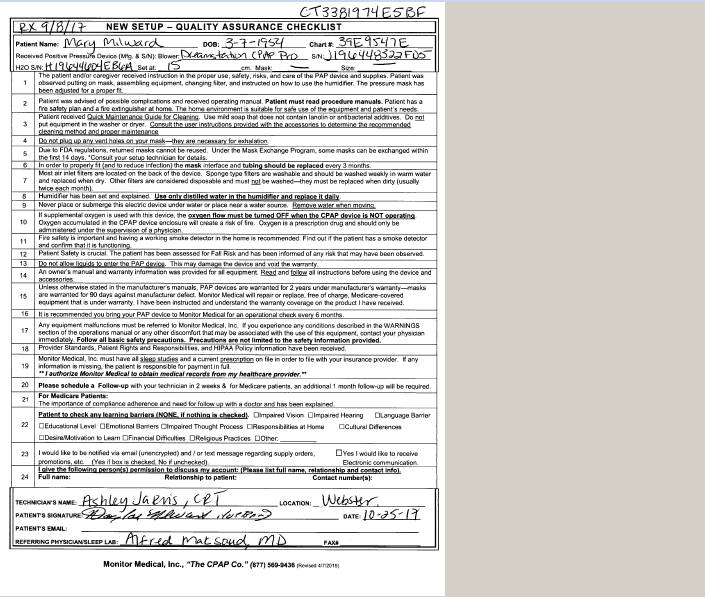 CT3381974E5BF
RX 9/8/17 NEW SETUP – QUALITY ASSURANCE CHECKLIST
Patient Name: Mary Milward DOB: 3-7-1954 Chart #: 39E9547E
Received Positive Pressure Device (Mfg. & S/N): Blower: Dreamstation CPAP Pro S/N: J196448322FD5
H2O S/N: H19644604EB6A Set at: 15 cm. Mask: Size:
1 The patient and/or caregiver received instruction in the proper use, safety, risks, and care of the PAP device and supplies. Patient was
observed putting on mask, assembling equipment, changing filter, and instructed on how to use the humidifier. The pressure mask has
been adjusted for a proper fit.
2 Patient was advised of possible complications and received operating manual. Patient must read procedure manuals. Patient has a
fire safety plan and a fire extinguisher at home. The home environment is suitable for safe use of the equipment and patient's needs.
3 Patient received Quick Maintenance Guide for Cleaning. Use mild soap that does not contain lanolin or antibacterial additives. Do not
put equipment in the washer or dryer. Consult the user instructions provided with the accessories to determine the recommended
cleaning method and proper maintenance
4 Do not plug up any vent holes on your mask—they are necessary for exhalation.
5 Due to FDA regulations, returned masks cannot be reused. Under the Mask Exchange Program, some masks can be exchanged within
the first 14 days. *Consult your setup technician for details.
6 In order to properly fit (and to reduce infection) the mask interface and tubing should be replaced every 3 months.
7 Most air inlet filters are located on the back of the device. Sponge type filters are washable and should be washed weekly in warm water
and replaced when dry. Other filters are considered disposable and must not be washed—they must be replaced when dirty (usually
twice each month).
8 Humidifier has been set and explained. Use only distilled water in the humidifier and replace it daily.
9 Never place or submerge this electric device under water or place near a water source. Remove water when moving.
10 If supplemental oxygen is used with this device, the oxygen flow must be turned OFF when the CPAP device is NOT operating.
Oxygen accumulated in the CPAP device enclosure will create a risk of fire. Oxygen is a prescription drug and should only be
administered under the supervision of a physician.
11 Fire safety is important and having a working smoke detector in the home is recommended. Find out if the patient has a smoke detector
and confirm that it is functioning.
12 Patient Safety is crucial. The patient has been assessed for Fall Risk and has been informed of any risk that may have been observed.
13 Do not allow liquids to enter the PAP device. This may damage the device and void the warranty.
14 An owner's manual and warranty information was provided for all equipment. Read and follow all instructions before using the device and
accessories.
15 Unless otherwise stated in the manufacturer's manuals, PAP devices are warranted for 2 years under manufacturer's warranty—masks
are warranted for 90 days against manufacturer defect. Monitor Medical will repair or replace, free of charge, Medicare-covered
equipment that is under warranty. I have been instructed and understand the warranty coverage on the product I have received.
16 It is recommended you bring your PAP device to Monitor Medical for an operational check every 6 months.
17 Any equipment malfunctions must be referred to Monitor Medical, Inc. If you experience any conditions described in the WARNINGS
section of the operations manual or any other discomfort that may be associated with the use of this equipment, contact your physician
immediately. Follow all basic safety precautions. Precautions are not limited to the safety information provided.
18 Provider Standards, Patient Rights and Responsibilities, and HIPAA Policy information have been received.
19 Monitor Medical, Inc. must have all sleep studies and a current prescription on file in order to file with your insurance provider. If any
information is missing, the patient is responsible for payment in full.
** I authorize Monitor Medical to obtain medical records from my healthcare provider.**
20 Please schedule a Follow-up with your technician in 2 weeks & for Medicare patients, an additional 1 month follow-up will be required.
21 For Medicare Patients:
The importance of compliance adherence and need for follow up with a doctor and has been explained.
22 Patient to check any learning barriers (NONE, if nothing is checked). ☐Impaired Vision ☐Impaired Hearing ☐Language Barrier
☐Educational Level ☐Emotional Barriers ☐Impaired Thought Process ☐Responsibilities at Home ☐Cultural Differences
☐Desire/Motivation to Learn ☐Financial Difficulties ☐Religious Practices ☐Other:
23 I would like to be notified via email (unencrypted) and / or text message regarding supply orders, ☐Yes I would like to receive
promotions, etc. (Yes if box is checked, No if unchecked). Electronic communication.
24 I give the following person(s) permission to discuss my account: (Please list full name, relationship and contact info).
Full name: Relationship to patient: Contact number(s):
TECHNICIAN'S NAME: Ashley Jarvis, CRT LOCATION: Webster
PATIENT'S SIGNATURE: Douglas Milward Husband DATE: 10-25-17
PATIENT'S EMAIL:
REFERRING PHYSICIAN/SLEEP LAB: Alfred Maksoud, MD FAX#
Monitor Medical, Inc., "The CPAP Co." (877) 569-9436 (Revised 4/7/2015)